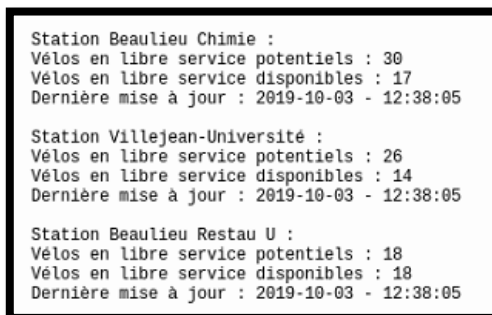 Station Beaulieu Chimie :
Vélos en libre service potentiels : 30
Vélos en libre service disponibles : 17
Dernière mise à jour : 2019-10-03 - 12:38:05
Station Villejean-Université :
Vélos en libre service potentiels : 26
Vélos en libre service disponibles : 14
Dernière mise à jour : 2019-10-03 - 12:38:05
Station Beaulieu Restau U :
Vélos en libre service potentiels : 18
Vélos en libre service disponibles : 18
Dernière mise à jour : 2019-10-03 - 12:38:05